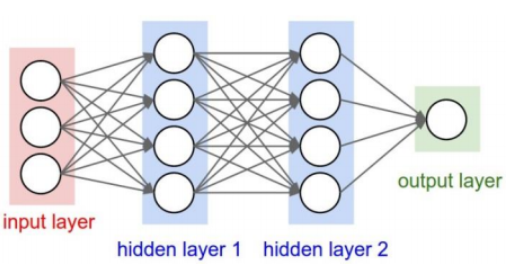 input layer
hidden layer 1
hidden layer 2
output layer